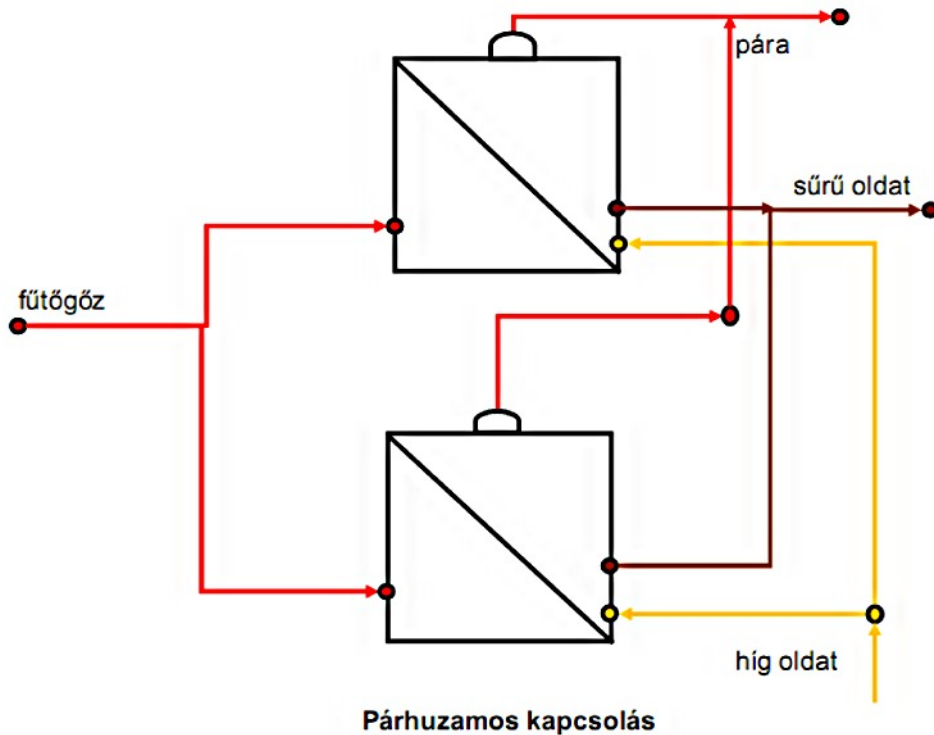 pára
sűrű oldat
fűtőgőz
híg oldat
Párhuzamos kapcsolás